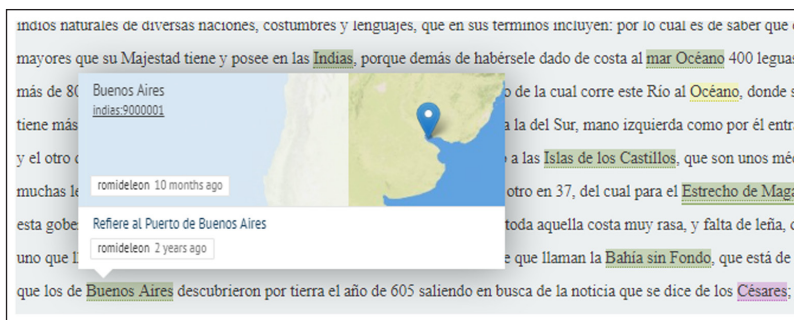 indios naturales de diversas naciones, costumbres y lenguajes, que en sus términos incluyen: por lo cual es de saber que
mayores que su Majestad tiene y posee en las Indias, porque demás de habérsele dado de costa al mar Océano 400 leguas
más de 80
o de la cual corre este Río al Océano, donde s
tiene más
a la del Sur, mano izquierda como por él entr
y el otro
a las Islas de los Castillos, que son unos mé
muchas le
otro en 37, del cual para el Estrecho de Maga
esta gobe
toda aquella costa muy rasa, y falta de leña,
uno que l
e que llaman la Bahía sin Fondo, que está de
Buenos Aires
indias:9000001
romideleon 10 months ago
Refiere al Puerto de Buenos Aires
romideleon 2 years ago
que los de Buenos Aires descubrieron por tierra el año de 605 saliendo en busca de la noticia que se dice de los Césares;